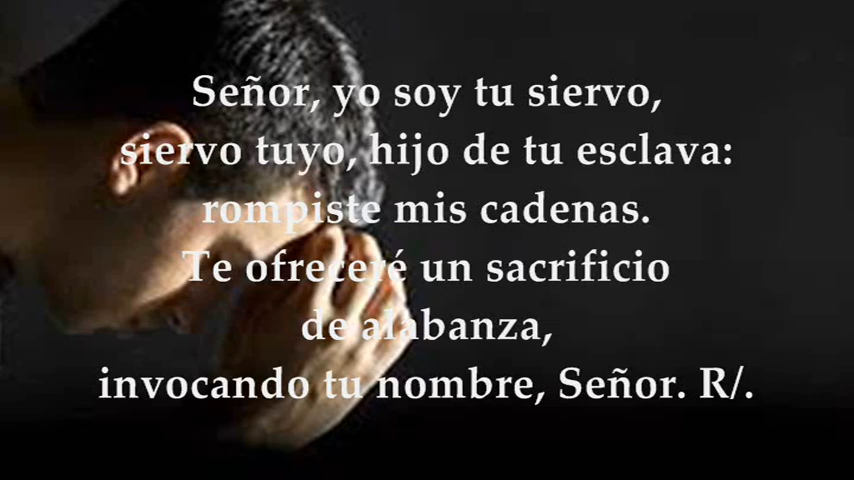 Señor, yo soy tu siervo,
siervo tuyo, hijo de tu esclava:
rompiste mis cadenas.
Te ofreceré un sacrificio
de alabanza,
invocando tu nombre, Señor. R/.